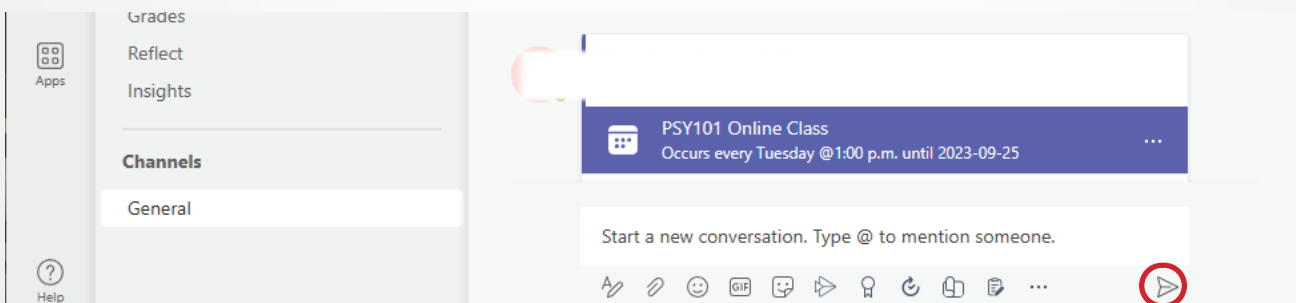 Grades
Reflect
Apps
Insights
Channels
General
Help
PSY101 Online Class
Occurs every Tuesday @1:00 p.m. until 2023-09-25
Start a new conversation. Type @ to mention someone.
GIF